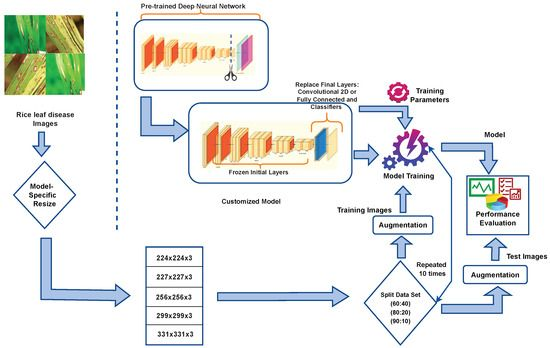 Pre-trained Deep Neural Network
Rice leaf disease
Images
Replace Final Layers:
Convolutional 2D or
Fully Connected and
Classifiers
Training
Parameters
Frozen Initial Layers
Customized Model
Model Training
Model
Model-
Specific
Resize
Training Images
Augmentation
Performance
Evaluation
Test Images
Augmentation
Repeated
10 times
224x224x3
227x227x3
256x256x3
299x299x3
331x331x3
Split Data Set
(60:40)
(80:20)
(90:10)